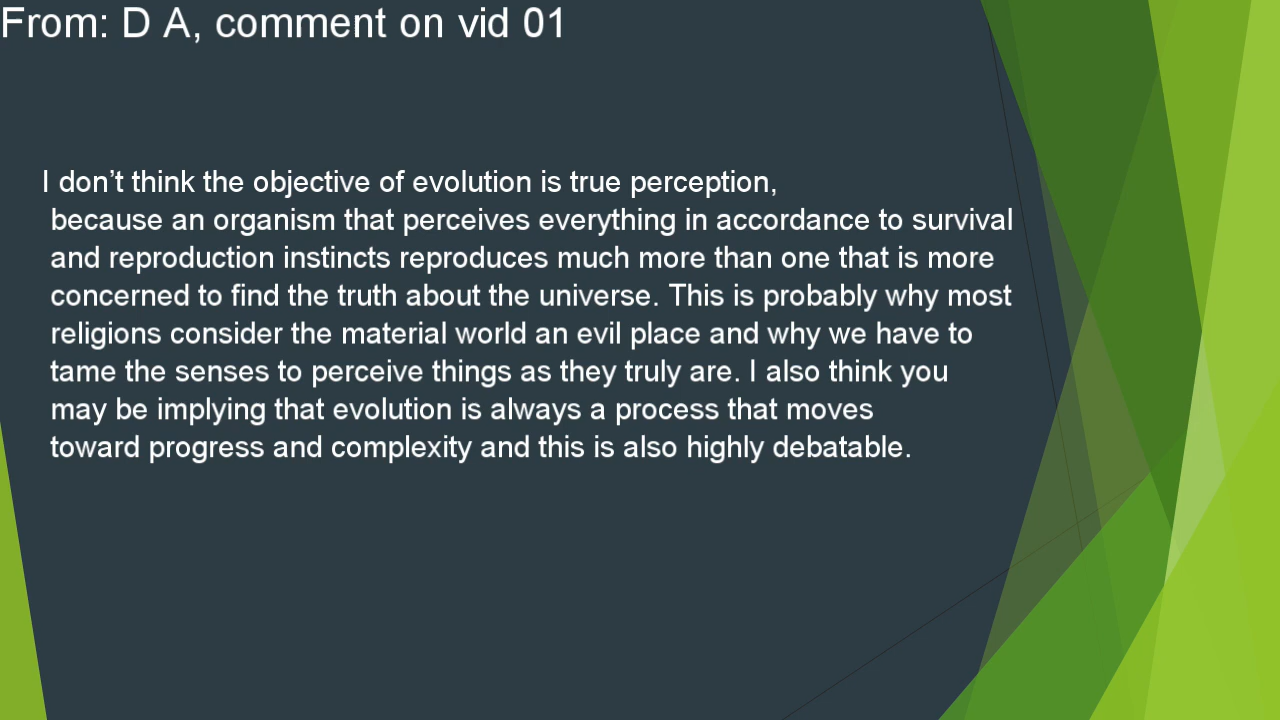 From: D A, comment on vid 01
I don’t think the objective of evolution is true perception,
because an organism that perceives everything in accordance to survival
and reproduction instincts reproduces much more than one that is more
concerned to find the truth about the universe. This is probably why most
religions consider the material world an evil place and why we have to
tame the senses to perceive things as they truly are. I also think you
may be implying that evolution is always a process that moves
toward progress and complexity and this is also highly debatable.